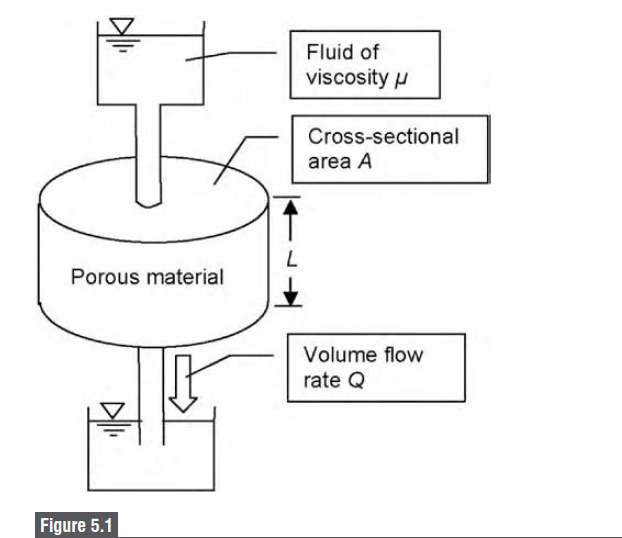 Fluid of
viscosity μ
Cross-sectional
area A
L
Porous material
Volume flow
rate Q
Figure 5.1